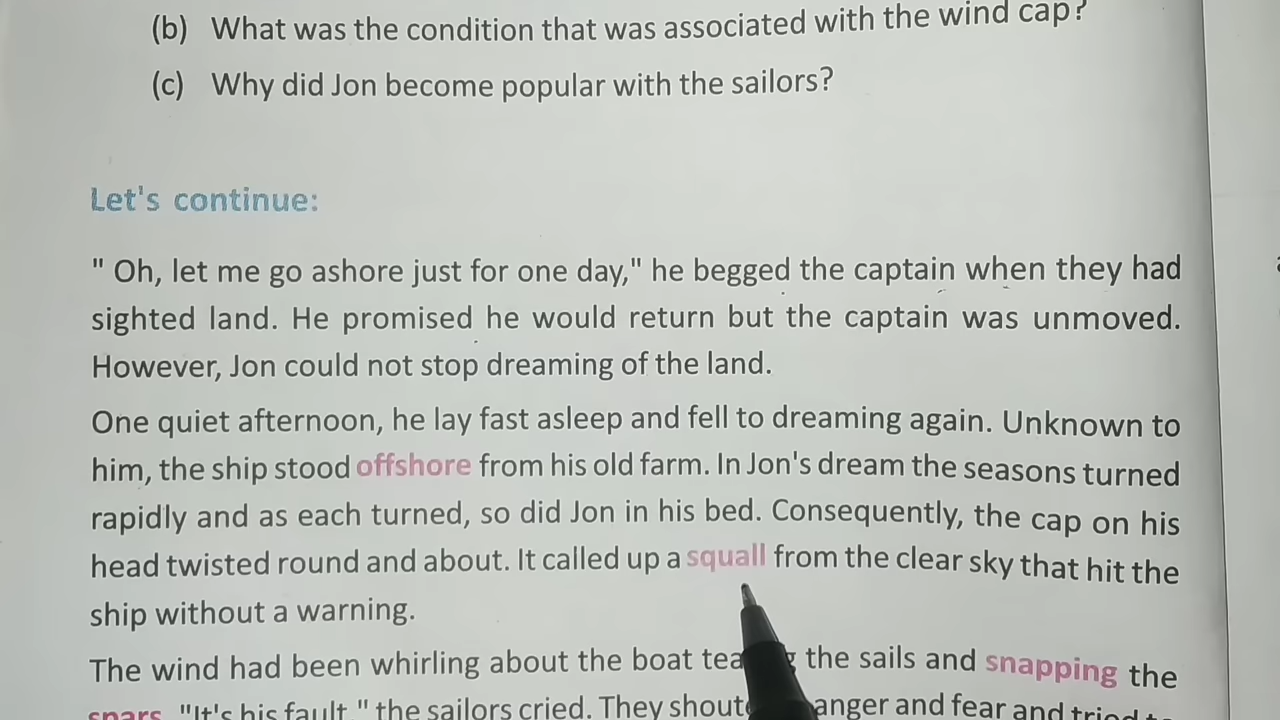 (b) What was the condition that was associated with the wind cap?
(c) Why did Jon become popular with the sailors?
Let's continue:
" Oh, let me go ashore just for one day," he begged the captain when they had
sighted land. He promised he would return but the captain was unmoved.
However, Jon could not stop dreaming of the land.
One quiet afternoon, he lay fast asleep and fell to dreaming again. Unknown to
him, the ship stood offshore from his old farm. In Jon's dream the seasons turned
rapidly and as each turned, so did Jon in his bed. Consequently, the cap on his
head twisted round and about. It called up a squall from the clear sky that hit the
ship without a warning.
The wind had been whirling about the boat the sails and snapping the
spars. "It's his fault," the sailors cried. They anger and fear and tried to